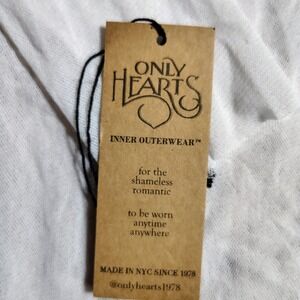 ONLY
HEARTS
INNER OUTERWEAR™
for the
shameless
romantic
to be worn
anytime
anywhere
MADE IN NYC SINCE 1978
@onlyhearts1978